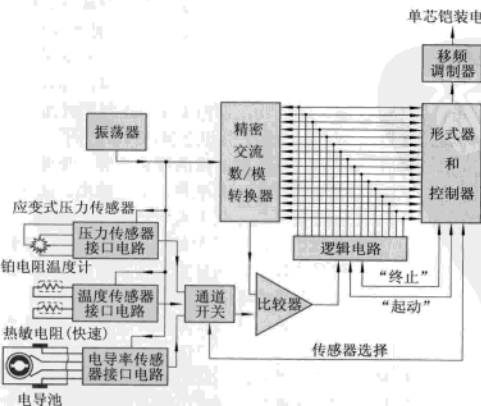 单芯铠装电
移频
调制器
振荡器
精密
交流
数/模
转换器
形式器
和
控制器
应变式压力传感器
压力传感器
接口电路
逻辑电路
铂电阻温度计
“终止”
“起动”
温度传感器
接口电路
通道
开关
比较器
热敏电阻(快速)
传感器选择
电导率传感
器接口电路
电导池